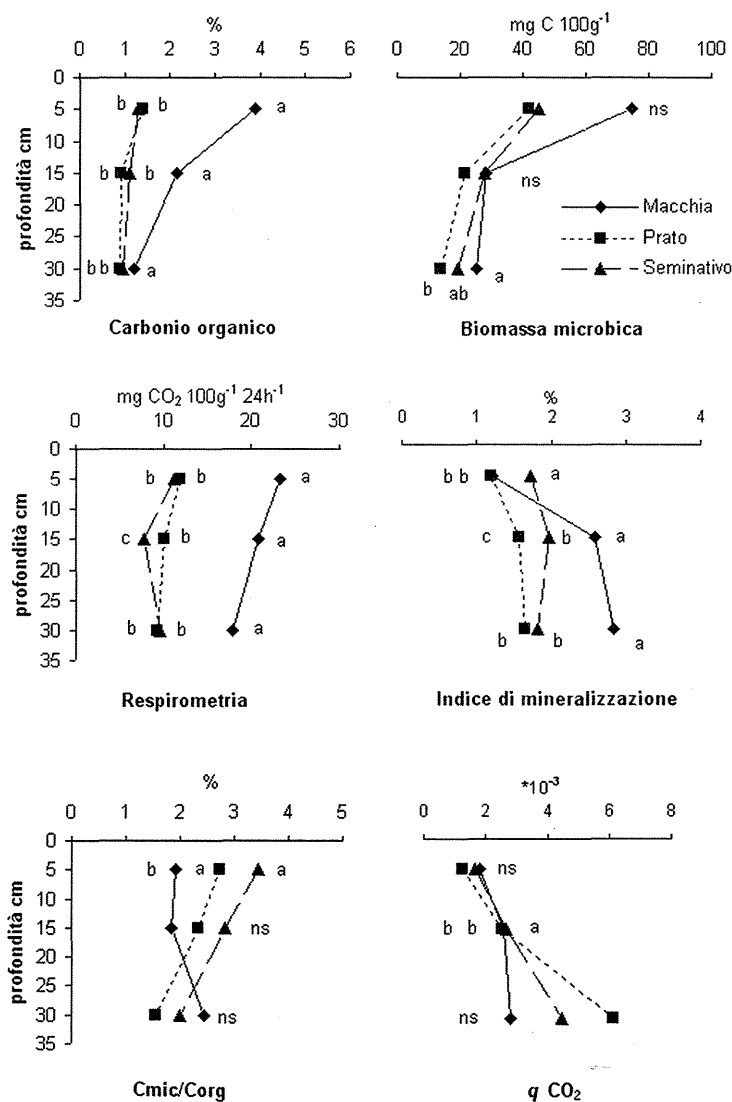 %
0 1 2 3 4 5 6
0
5
10
15
20
25
30
35
profondità cm
b b a
b b a
b b a
Carbonio organico
mg C 100g⁻¹
0 20 40 60 80 100
ns
ns
b ab a
Macchia
Prato
Seminativo
Biomassa microbica
mg CO₂ 100g⁻¹ 24h⁻¹
0 10 20 30
0
5
10
15
20
25
30
35
profondità cm
b b a
c b a
b b a
Respirometria
%
0 1 2 3 4
b b a
c b a
b b a
Indice di mineralizzazione
%
0 1 2 3 4 5
0
5
10
15
20
25
30
35
profondità cm
b a a
ns
ns
Cmic/Corg
*10⁻³
0 2 4 6 8
ns
b b a
ns
q CO₂